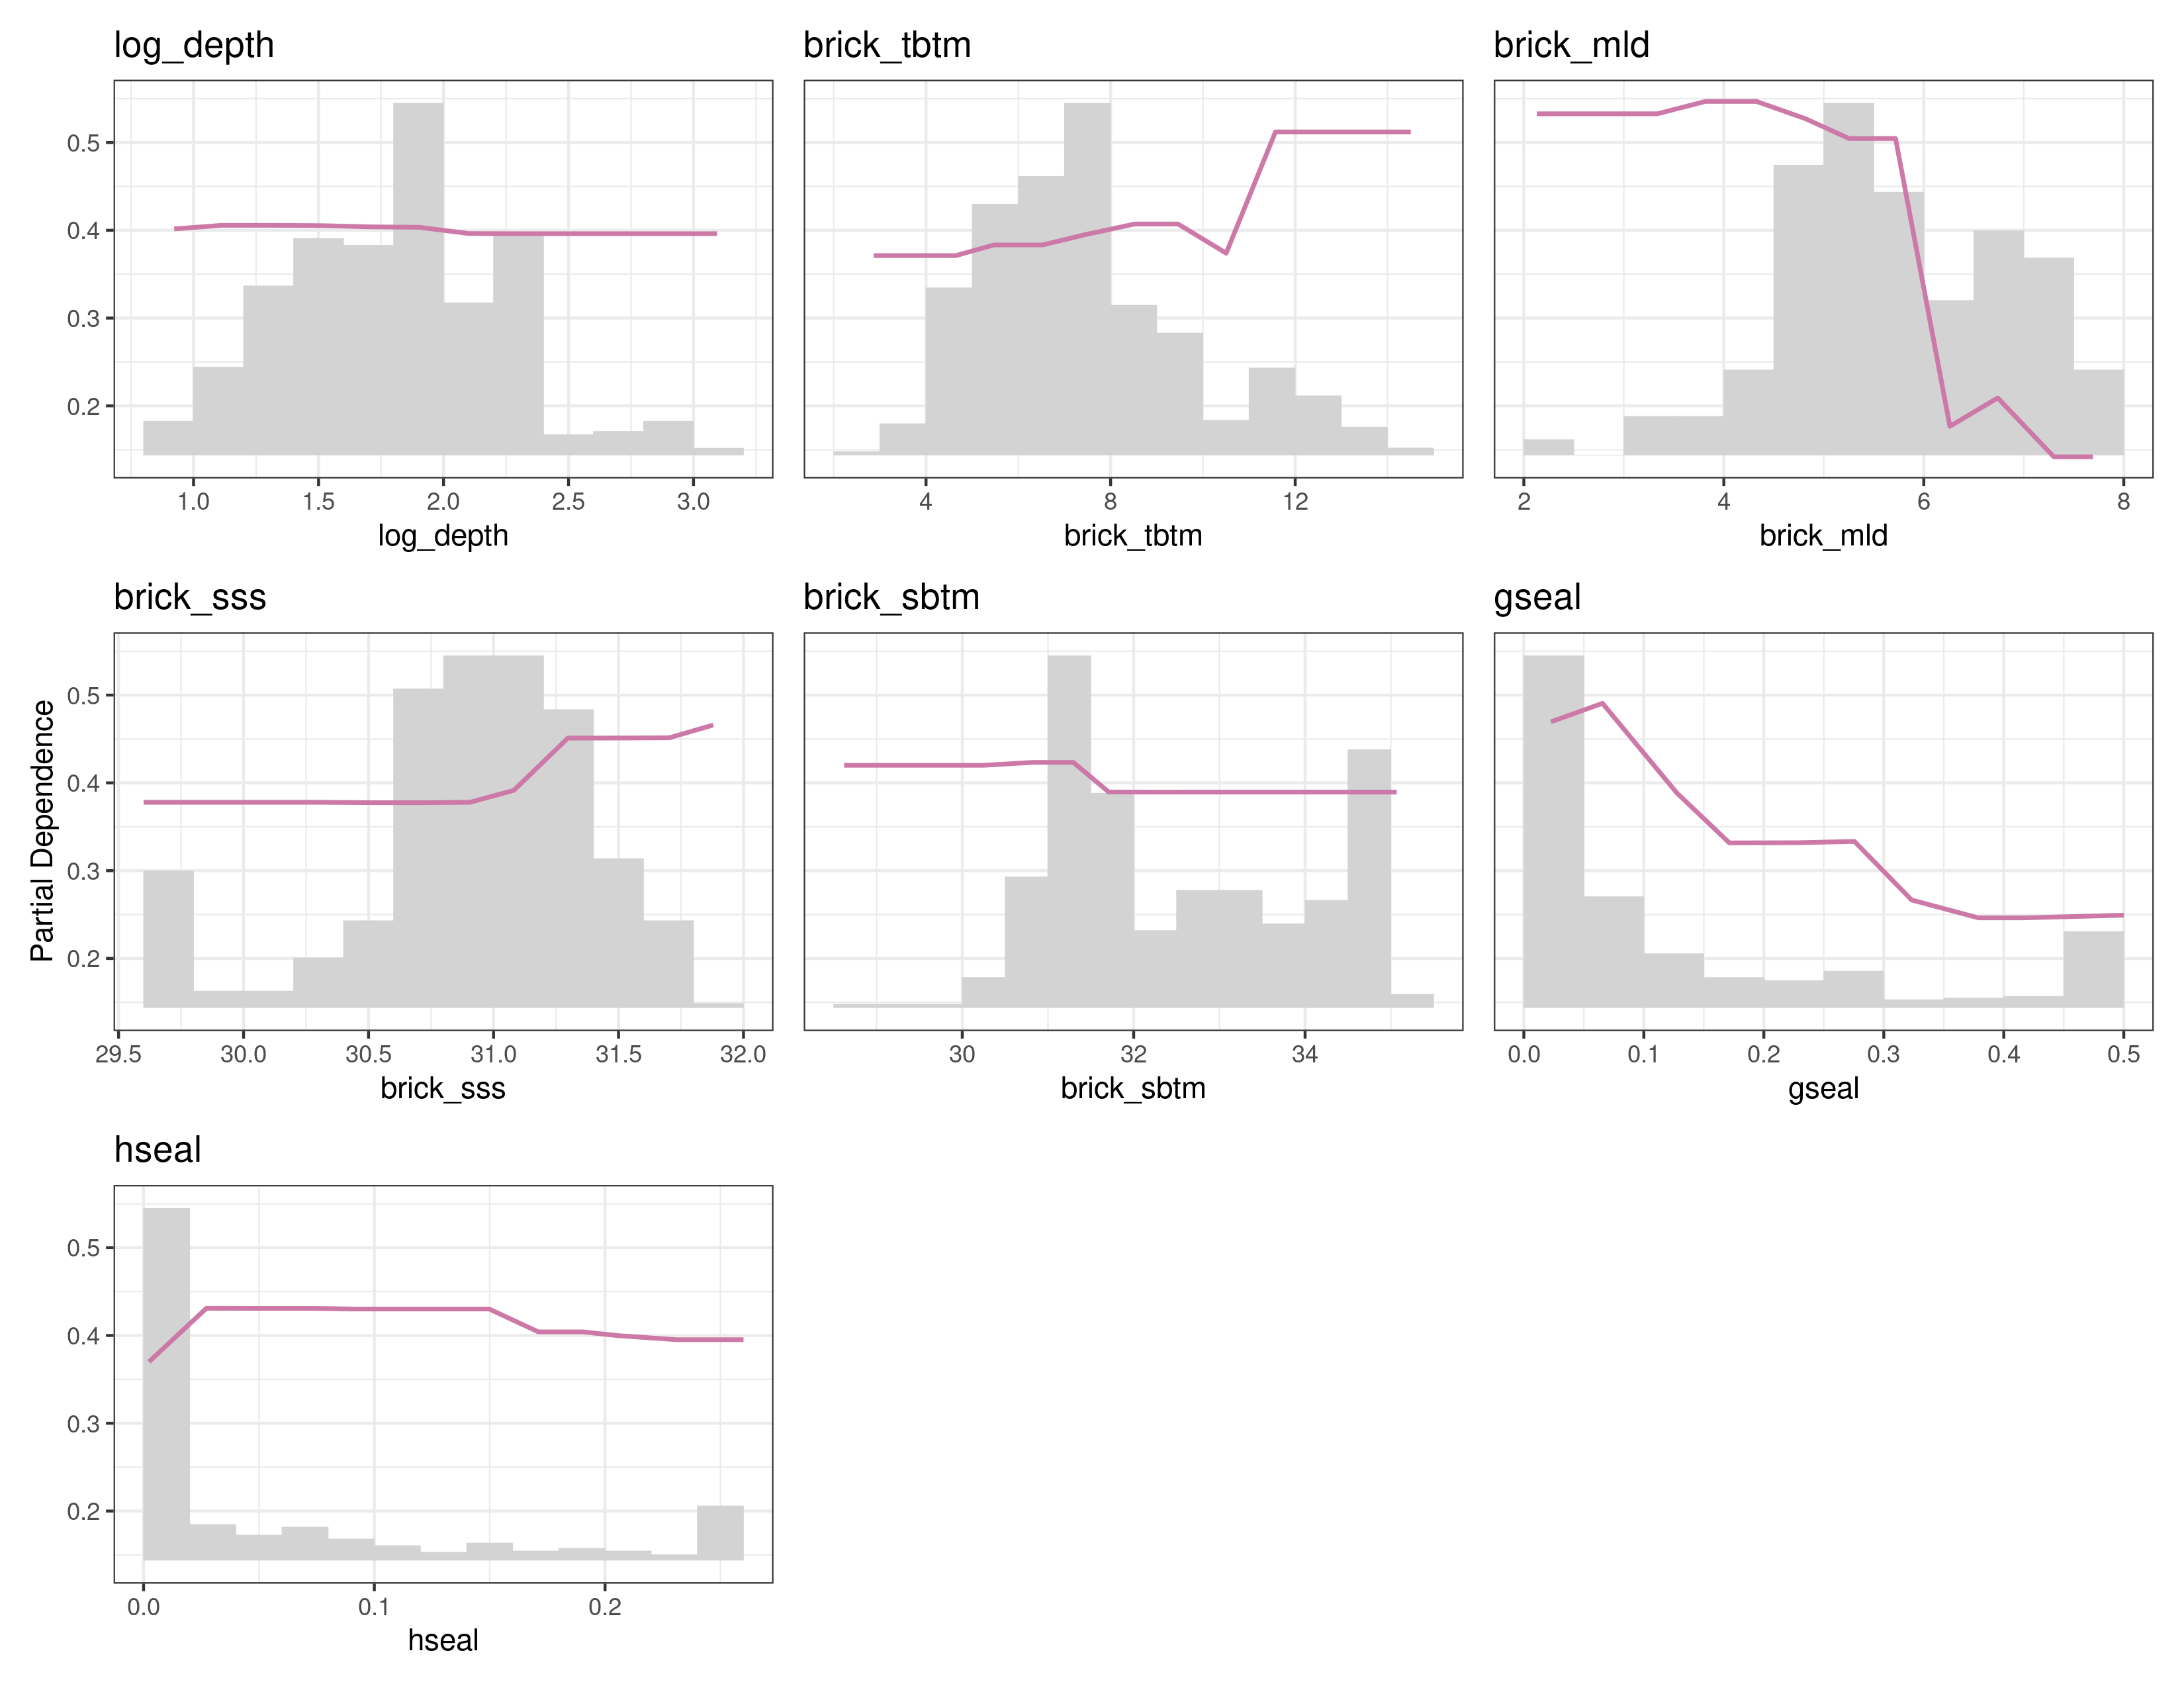 log_depth
brick_tbtm
brick_mld
0.5
0.4
0.3
0.2
1.0 1.5 2.0 2.5 3.0
4 8 12
2 4 6 8
log_depth
brick_tbtm
brick_mld
brick_sss
brick_sbtm
gseal
Partial Dependence
0.5
0.4
0.3
0.2
29.5 30.0 30.5 31.0 31.5 32.0
30 32 34
0.0 0.1 0.2 0.3 0.4 0.5
brick_sss
brick_sbtm
gseal
hseal
0.5
0.4
0.3
0.2
0.0 0.1 0.2
hseal